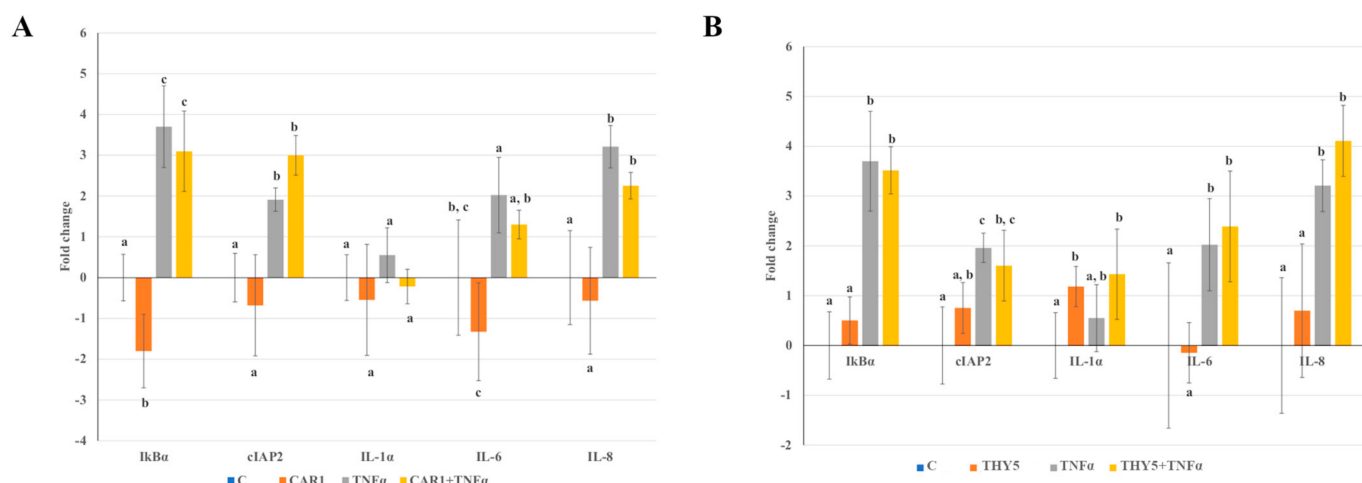 A
6
5
4
3
2
1
0
-1
-2
-3
-4
Fold change
a
b
c
c
a
a
b
b
a
a
a
a
b, c
c
a
a, b
a
a
b
b
IkBα
cIAP2
IL-1α
IL-6
IL-8
C
CAR1
TNFα
CAR1+TNFα
B
6
5
4
3
2
1
0
-1
-2
Fold change
a
a
b
b
a
a, b
c
b, c
a
b
a, b
b
a
a
b
b
a
a
b
b
IkBα
cIAP2
IL-1α
IL-6
IL-8
C
THY5
TNFα
THY5+TNFα